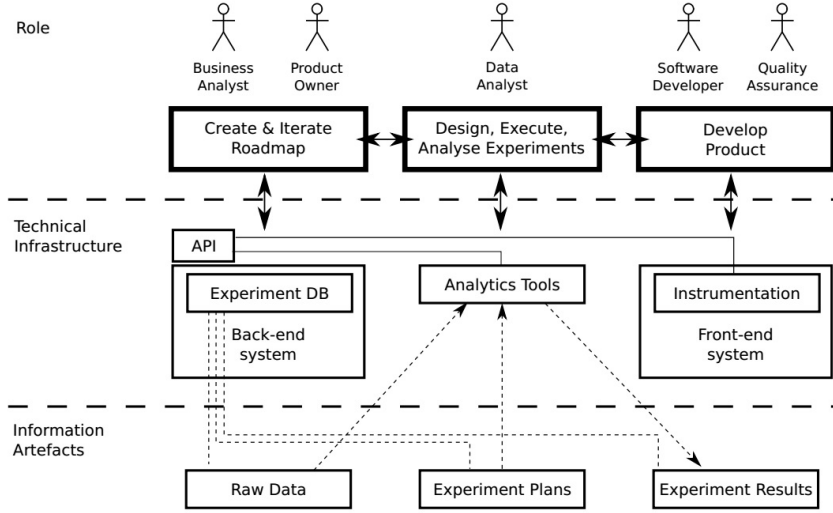 Role
Business
Analyst
Product
Owner
Data
Analyst
Software
Developer
Quality
Assurance
Create & Iterate
Roadmap
Design, Execute,
Analyse Experiments
Develop
Product
Technical
Infrastructure
API
Experiment DB
Back-end
system
Analytics Tools
Instrumentation
Front-end
system
Information
Artefacts
Raw Data
Experiment Plans
Experiment Results